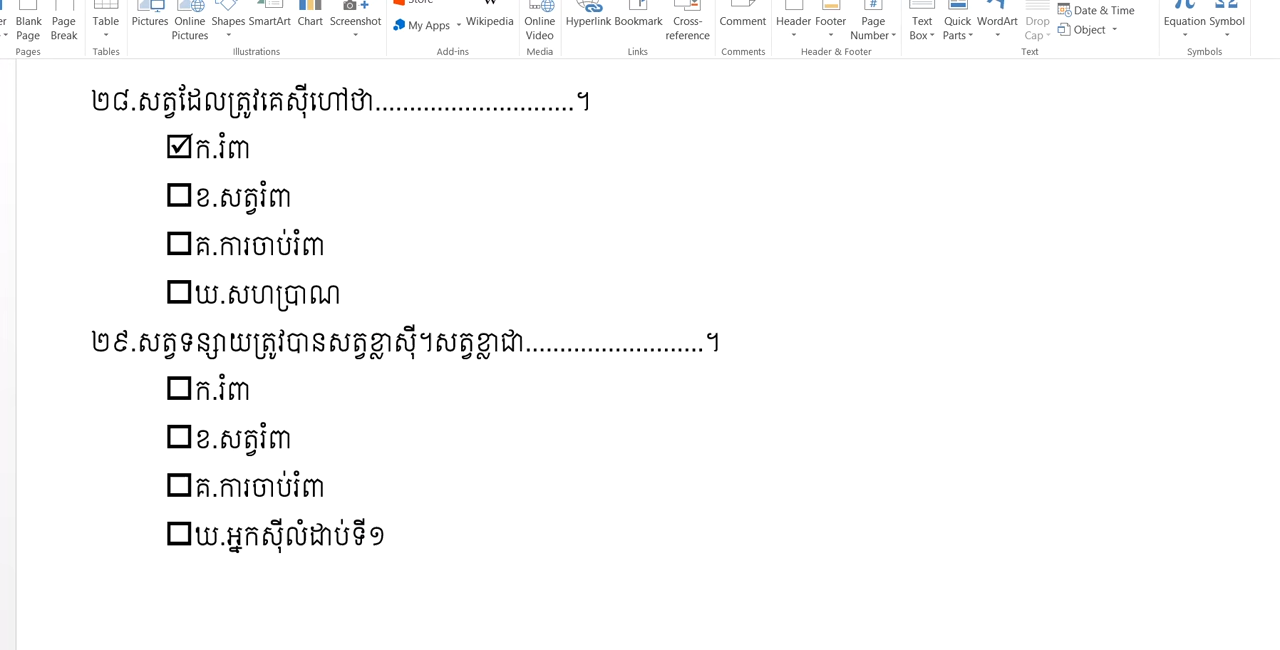 Blank Page
Page Break
Table
Pictures
Online Pictures
Shapes
SmartArt
Chart
Screenshot
Store
My Apps
Wikipedia
Online Video
Hyperlink
Bookmark
Cross-reference
Comment
Header
Footer
Page Number
Text Box
Quick Parts
WordArt
Drop Cap
Date & Time
Object
Equation
Symbol
Pages
Tables
Illustrations
Add-ins
Media
Links
Comments
Header & Footer
Text
Symbols
២៨.សត្វដែលត្រូវគេស៊ីហៅថា.............................។
ក.រំពា
ខ.សត្វរំពា
គ.ការចាប់រំពា
ឃ.សហប្រាណ
២៩.សត្វទន្សាយត្រូវបានសត្វខ្លាស៊ី។សត្វខ្លាជា..........................។
ក.រំពា
ខ.សត្វរំពា
គ.ការចាប់រំពា
ឃ.អ្នកស៊ីលំដាប់ទី១